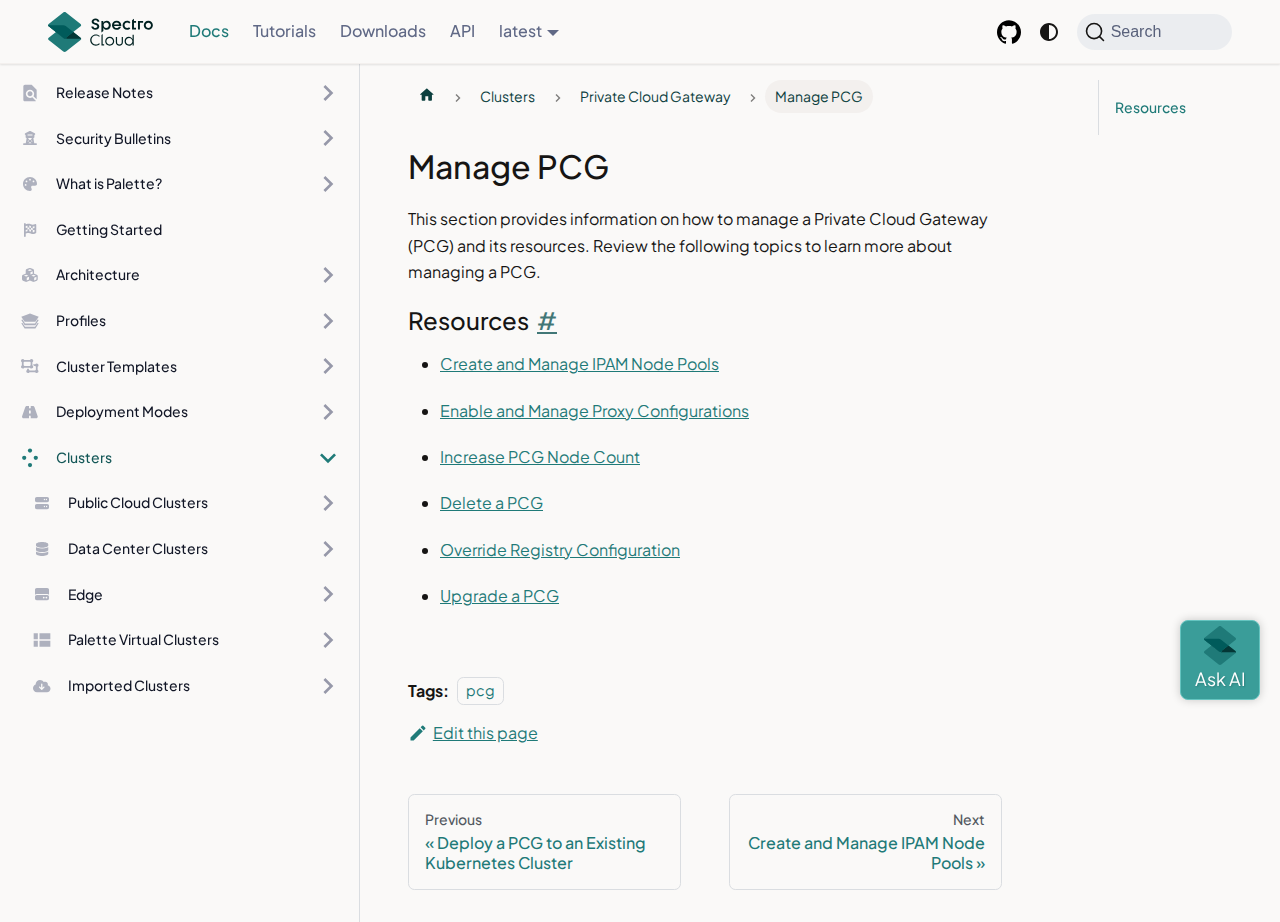 Spectro
Cloud
Docs
Tutorials
Downloads
API
latest
Search
Release Notes
Security Bulletins
What is Palette?
Getting Started
Architecture
Profiles
Cluster Templates
Deployment Modes
Clusters
Public Cloud Clusters
Data Center Clusters
Edge
Palette Virtual Clusters
Imported Clusters
Clusters
Private Cloud Gateway
Manage PCG
Manage PCG
This section provides information on how to manage a Private Cloud Gateway
(PCG) and its resources. Review the following topics to learn more about
managing a PCG.
Resources #
Create and Manage IPAM Node Pools
Enable and Manage Proxy Configurations
Increase PCG Node Count
Delete a PCG
Override Registry Configuration
Upgrade a PCG
Tags: pcg
Edit this page
Previous
« Deploy a PCG to an Existing
Kubernetes Cluster
Next
Create and Manage IPAM Node
Pools »
Resources
Ask AI